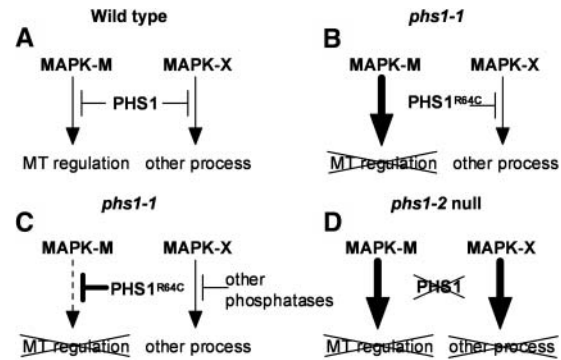 Wild type
A
MAPK-M MAPK-X
PHS1
MT regulation other process
phs1-1
B
MAPK-M MAPK-X
PHS1R64C
MT regulation other process
phs1-1
C
MAPK-M MAPK-X
PHS1R64C
other
phosphatases
MT regulation other process
phs1-2 null
D
MAPK-M MAPK-X
PHS1
MT regulation other process